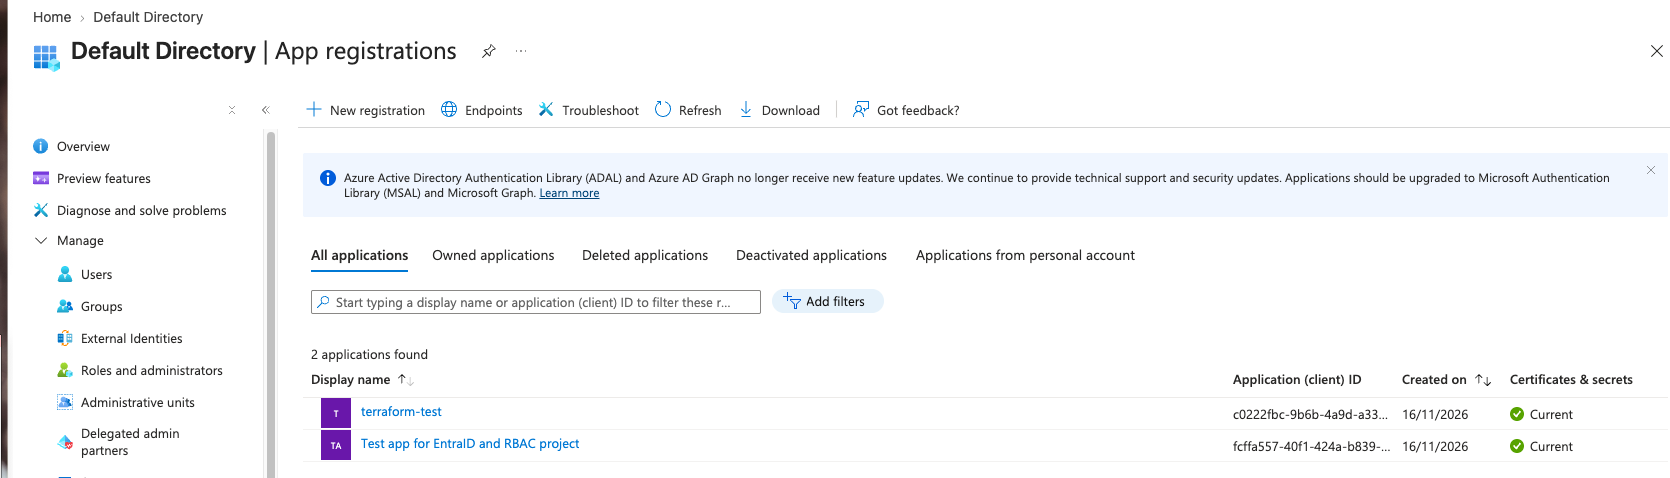 Home › Default Directory
Default Directory | App registrations
New registration Endpoints Troubleshoot Refresh Download Got feedback?
Overview
Preview features
Diagnose and solve problems
Manage
Users
Groups
External Identities
Roles and administrators
Administrative units
Delegated admin
partners
Azure Active Directory Authentication Library (ADAL) and Azure AD Graph no longer receive new feature updates. We continue to provide technical support and security updates. Applications should be upgraded to Microsoft Authentication
Library (MSAL) and Microsoft Graph. Learn more
All applications Owned applications Deleted applications Deactivated applications Applications from personal account
Start typing a display name or application (client) ID to filter these r...
Add filters
2 applications found
Display name Application (client) ID Created on Certificates & secrets
T terraform-test c0222fbc-9b6b-4a9d-a33... 16/11/2026 Current
TA Test app for EntraID and RBAC project fcffa557-40f1-424a-b839-... 16/11/2026 Current